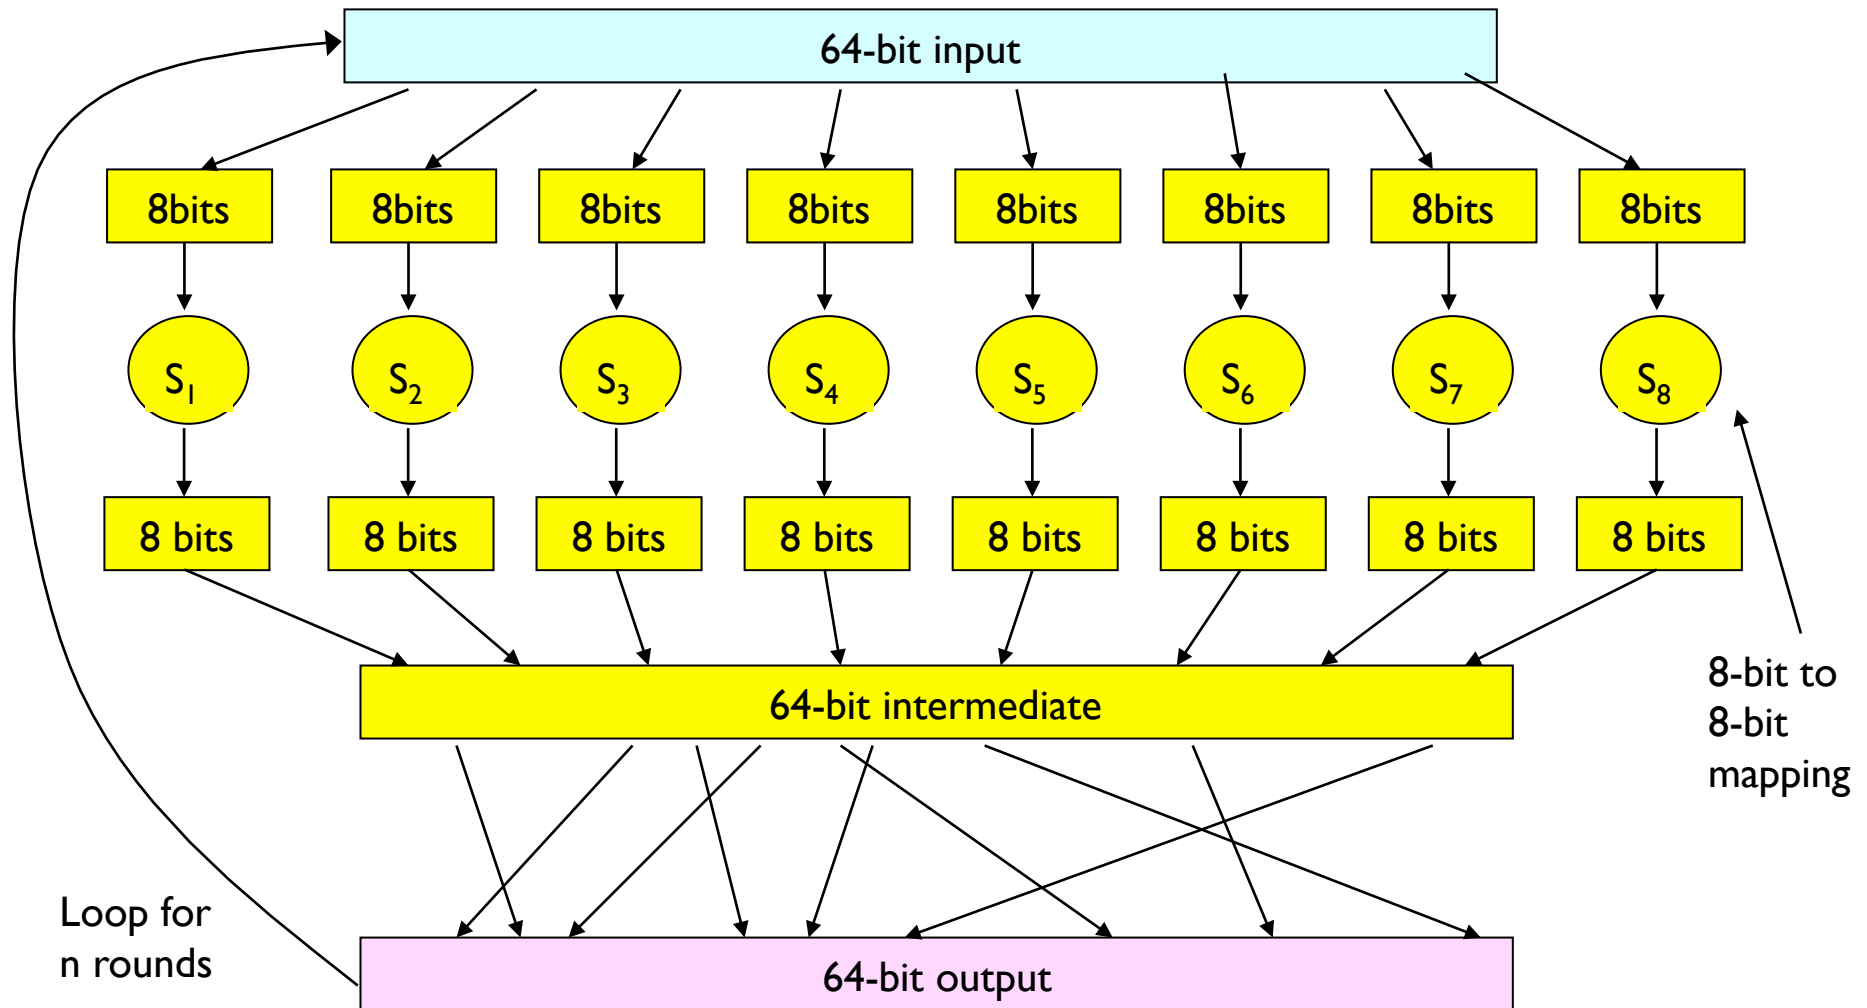 64-bit input
8bits 8bits 8bits 8bits 8bits 8bits 8bits 8bits
S₁ S₂ S₃ S₄ S₅ S₆ S₇ S₈
8 bits 8 bits 8 bits 8 bits 8 bits 8 bits 8 bits 8 bits
64-bit intermediate
8-bit to
8-bit
mapping
Loop for
n rounds
64-bit output